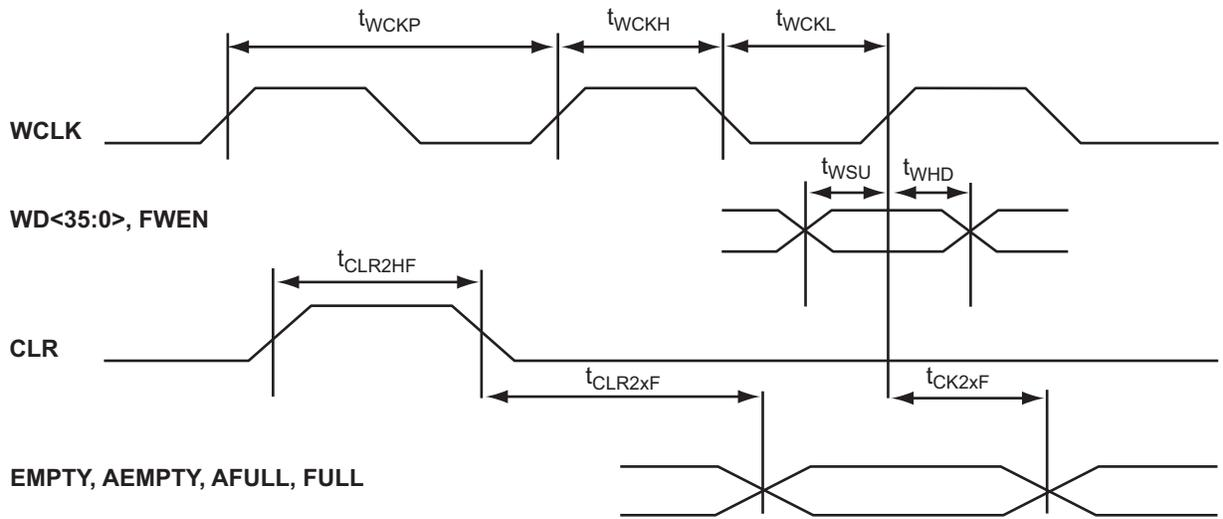 tWCKP tWCKH tWCKL
WCLK
tWSU tWHD
WD<35:0>, FWEN
tCLR2HF
CLR
tCLR2xF tCK2xF
EMPTY, AEMPTY, AFULL, FULL